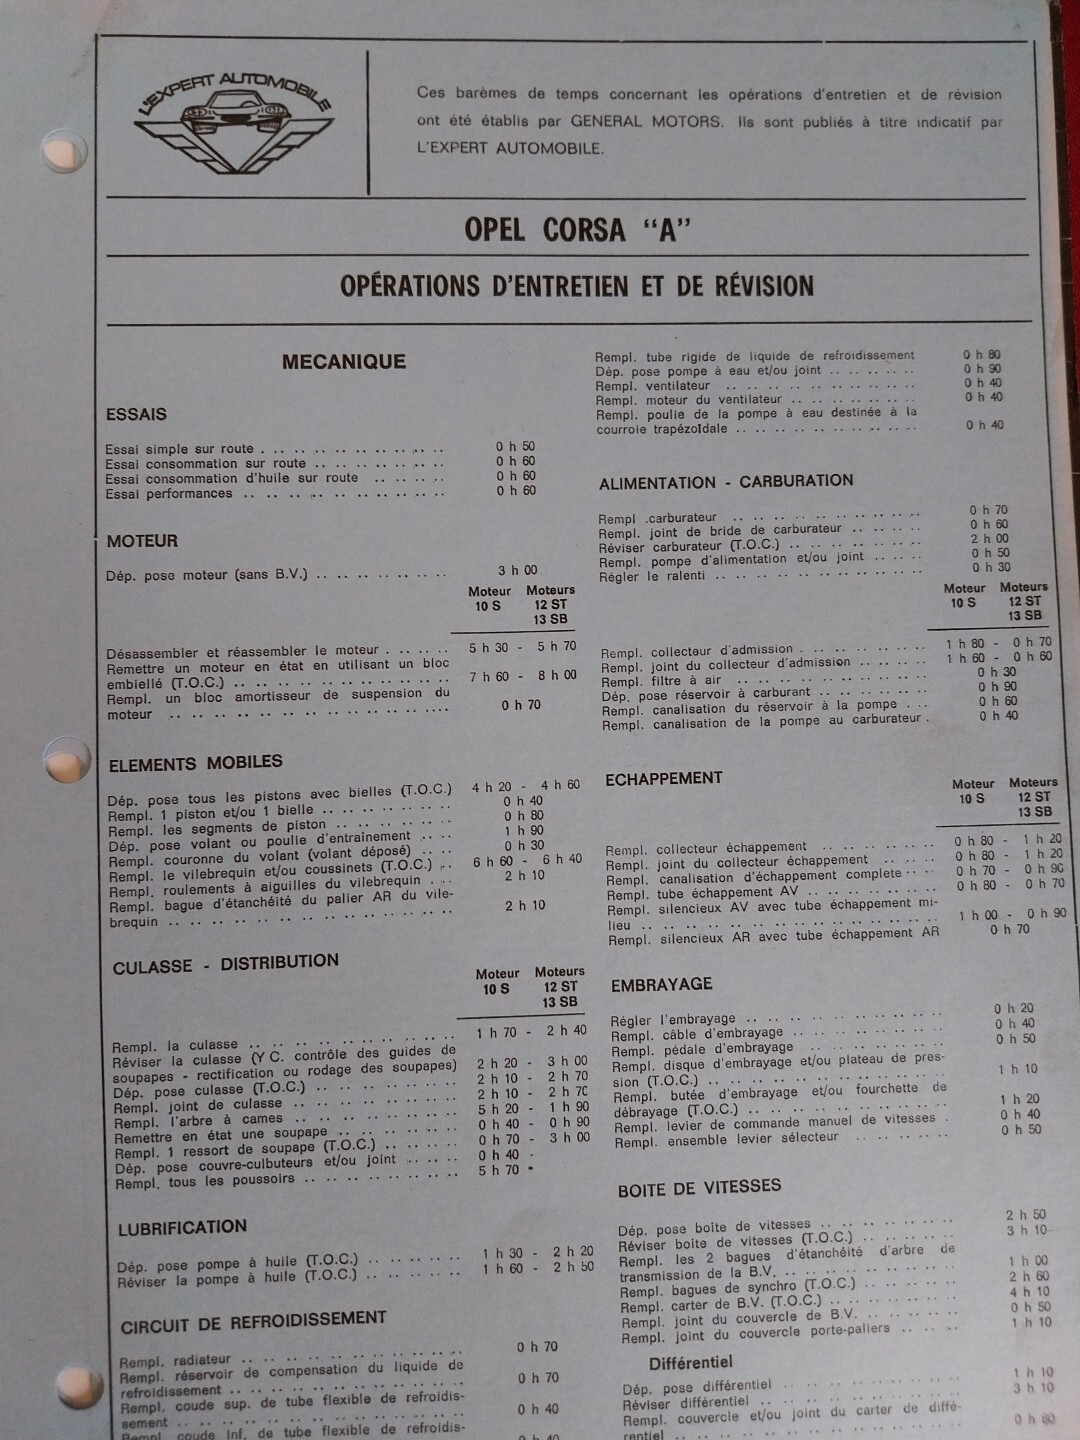 L'EXPERT AUTOMOBILE
Ces barèmes de temps concernant les opérations d'entretien et de révision
ont été établis par GENERAL MOTORS. Ils sont publiés à titre indicatif par
L'EXPERT AUTOMOBILE.
OPEL CORSA "A"
OPÉRATIONS D'ENTRETIEN ET DE RÉVISION
MECANIQUE
ESSAIS
Essai simple sur route 0 h 50
Essai consommation sur route 0 h 60
Essai consommation d'huile sur route 0 h 60
Essai performances 0 h 60
MOTEUR
Dép. pose moteur (sans B.V.) 3 h 00
Moteur Moteurs
10 S 12 ST
13 SB
Désassembler et réassembler le moteur 5 h 30 - 5 h 70
Remettre un moteur en état en utilisant un bloc
embiellé (T.O.C.) 7 h 60 - 8 h 00
Rempl. un bloc amortisseur de suspension du
moteur 0 h 70
ELEMENTS MOBILES
Dép. pose tous les pistons avec bielles (T.O.C.) 4 h 20 - 4 h 60
Rempl. 1 piston et/ou 1 bielle 0 h 40
Rempl. les segments de piston 0 h 80
Dép. pose volant ou poulie d'entrainement 1 h 90
Rempl. couronne du volant (volant déposé) 0 h 30
Rempl. le vilebrequin et/ou coussinets (T.O.C.) 6 h 60 - 6 h 40
Rempl. roulements à aiguilles du vilebrequin 2 h 10
Rempl. bague d'étanchéité du palier AR du vile-
brequin 2 h 10
CULASSE - DISTRIBUTION
Moteur Moteurs
10 S 12 ST
13 SB
Rempl. la culasse 1 h 70 - 2 h 40
Réviser la culasse (Y C. contrôle des guides de
soupapes - rectification ou rodage des soupapes) 2 h 20 - 3 h 00
Dép. pose culasse (T.O.C.) 2 h 10 - 2 h 70
Rempl. joint de culasse 2 h 10 - 2 h 70
Rempl. l'arbre à cames 5 h 20 - 1 h 90
Remettre en état une soupape 0 h 40 - 0 h 90
Rempl. 1 ressort de soupape (T.O.C.) 0 h 70 - 3 h 00
Dép. pose couvre-culbuteurs et/ou joint 0 h 40 -
Rempl. tous les poussoirs 5 h 70 -
LUBRIFICATION
Dép. pose pompe à huile (T.O.C.) 1 h 30 - 2 h 20
Réviser la pompe à huile (T.O.C.) 1 h 60 - 2 h 50
CIRCUIT DE REFROIDISSEMENT
Rempl. radiateur 0 h 70
Rempl. réservoir de compensation du liquide de
refroidissement 0 h 70
Rempl. coude sup. de tube flexible de refroidis-
sement 0 h 40
Rempl. coude inf. de tube flexible de refroidis-
0 h 40
Rempl. tube rigide de liquide de refroidissement 0 h 80
Dép. pose pompe à eau et/ou joint 0 h 90
Rempl. ventilateur 0 h 40
Rempl. moteur du ventilateur 0 h 40
Rempl. poulie de la pompe à eau destinée à la
courroie trapézoïdale 0 h 40
ALIMENTATION - CARBURATION
Rempl .carburateur 0 h 70
Rempl. joint de bride de carburateur 0 h 60
Réviser carburateur (T.O.C.) 2 h 00
Rempl. pompe d'alimentation et/ou joint 0 h 50
Régler le ralenti 0 h 30
Moteur Moteurs
10 S 12 ST
13 SB
Rempl. collecteur d'admission 1 h 80 - 0 h 70
Rempl. joint du collecteur d'admission 1 h 60 - 0 h 60
Rempl. filtre à air 0 h 30
Dép. pose réservoir à carburant 0 h 90
Rempl. canalisation du réservoir à la pompe 0 h 60
Rempl. canalisation de la pompe au carburateur 0 h 40
ECHAPPEMENT
Moteur Moteurs
10 S 12 ST
13 SB
Rempl. collecteur échappement 0 h 80 - 1 h 20
Rempl. joint du collecteur échappement 0 h 80 - 1 h 20
Rempl. canalisation d'échappement complete 0 h 70 - 0 h 90
Rempl. tube échappement AV 0 h 80 - 0 h 70
Rempl. silencieux AV avec tube échappement mi-
lieu 1 h 00 - 0 h 90
Rempl. silencieux AR avec tube échappement AR 0 h 70
EMBRAYAGE
Régler l'embrayage 0 h 20
Rempl. câble d'embrayage 0 h 40
Rempl. pédale d'embrayage 0 h 50
Rempl. disque d'embrayage et/ou plateau de pres-
sion (T.O.C.) 1 h 10
Rempl. butée d'embrayage et/ou fourchette de
débrayage (T.O.C.) 1 h 20
Rempl. levier de commande manuel de vitesses 0 h 40
Rempl. ensemble levier sélecteur 0 h 50
BOITE DE VITESSES
Dép. pose boîte de vitesses 2 h 50
Réviser boîte de vitesses (T.O.C.) 3 h 10
Rempl. les 2 bagues d'étanchéité d'arbre de
transmission de la B.V. 1 h 00
Rempl. bagues de synchro (T.O.C.) 2 h 60
Rempl. carter de B.V. (T.O.C.) 4 h 10
Rempl. joint du couvercle de B.V. 0 h 50
Rempl. joint du couvercle porte-paliers 1 h 10
Différentiel
Dép. pose différentiel 1 h 10
Réviser différentiel 3 h 10
Rempl. couvercle et/ou joint du carter de diffé-
rentiel 0 h 60